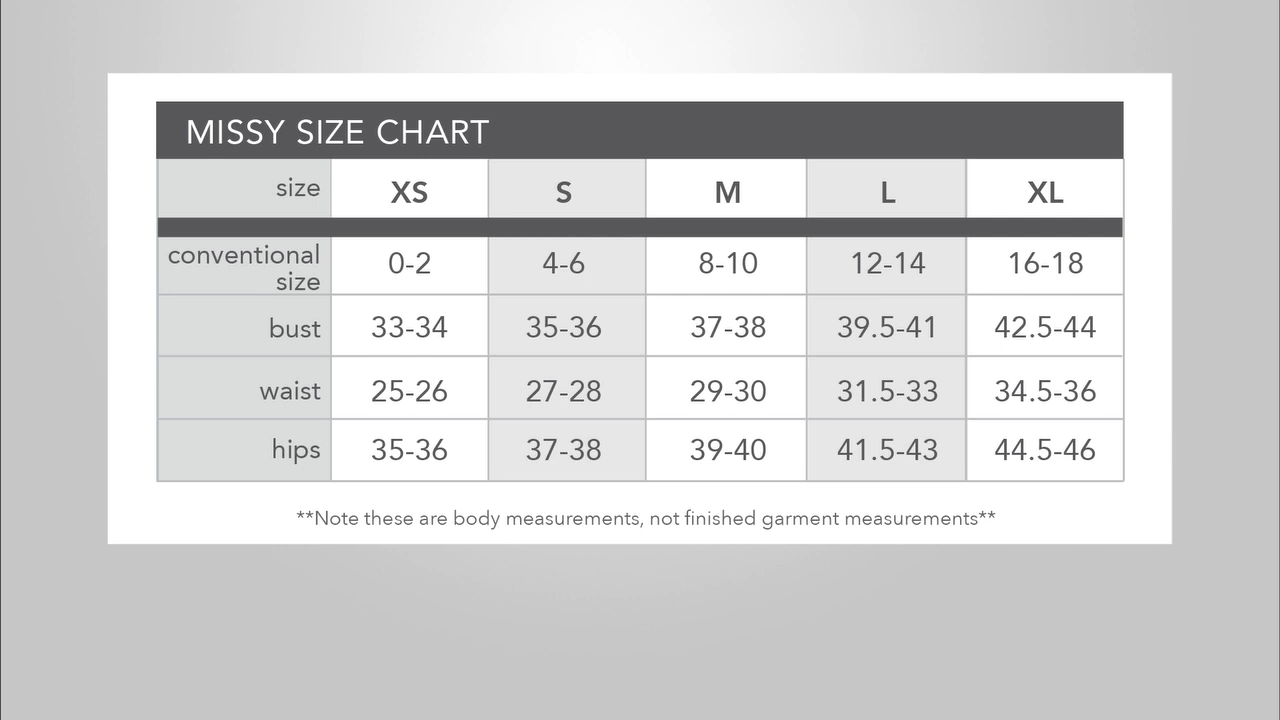 MISSY SIZE CHART
size XS S M L XL
conventional
size 0-2 4-6 8-10 12-14 16-18
bust 33-34 35-36 37-38 39.5-41 42.5-44
waist 25-26 27-28 29-30 31.5-33 34.5-36
hips 35-36 37-38 39-40 41.5-43 44.5-46
**Note these are body measurements, not finished garment measurements**